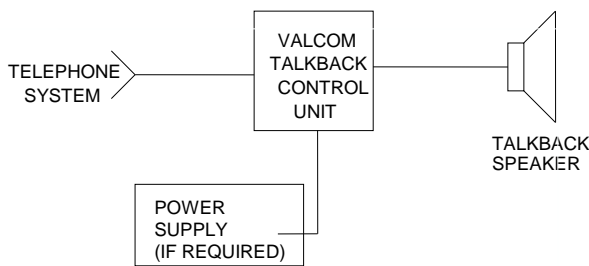 TELEPHONE
SYSTEM
VALCOM
TALKBACK
CONTROL
UNIT
TALKBACK
SPEAKER
POWER
SUPPLY
(IF REQUIRED)